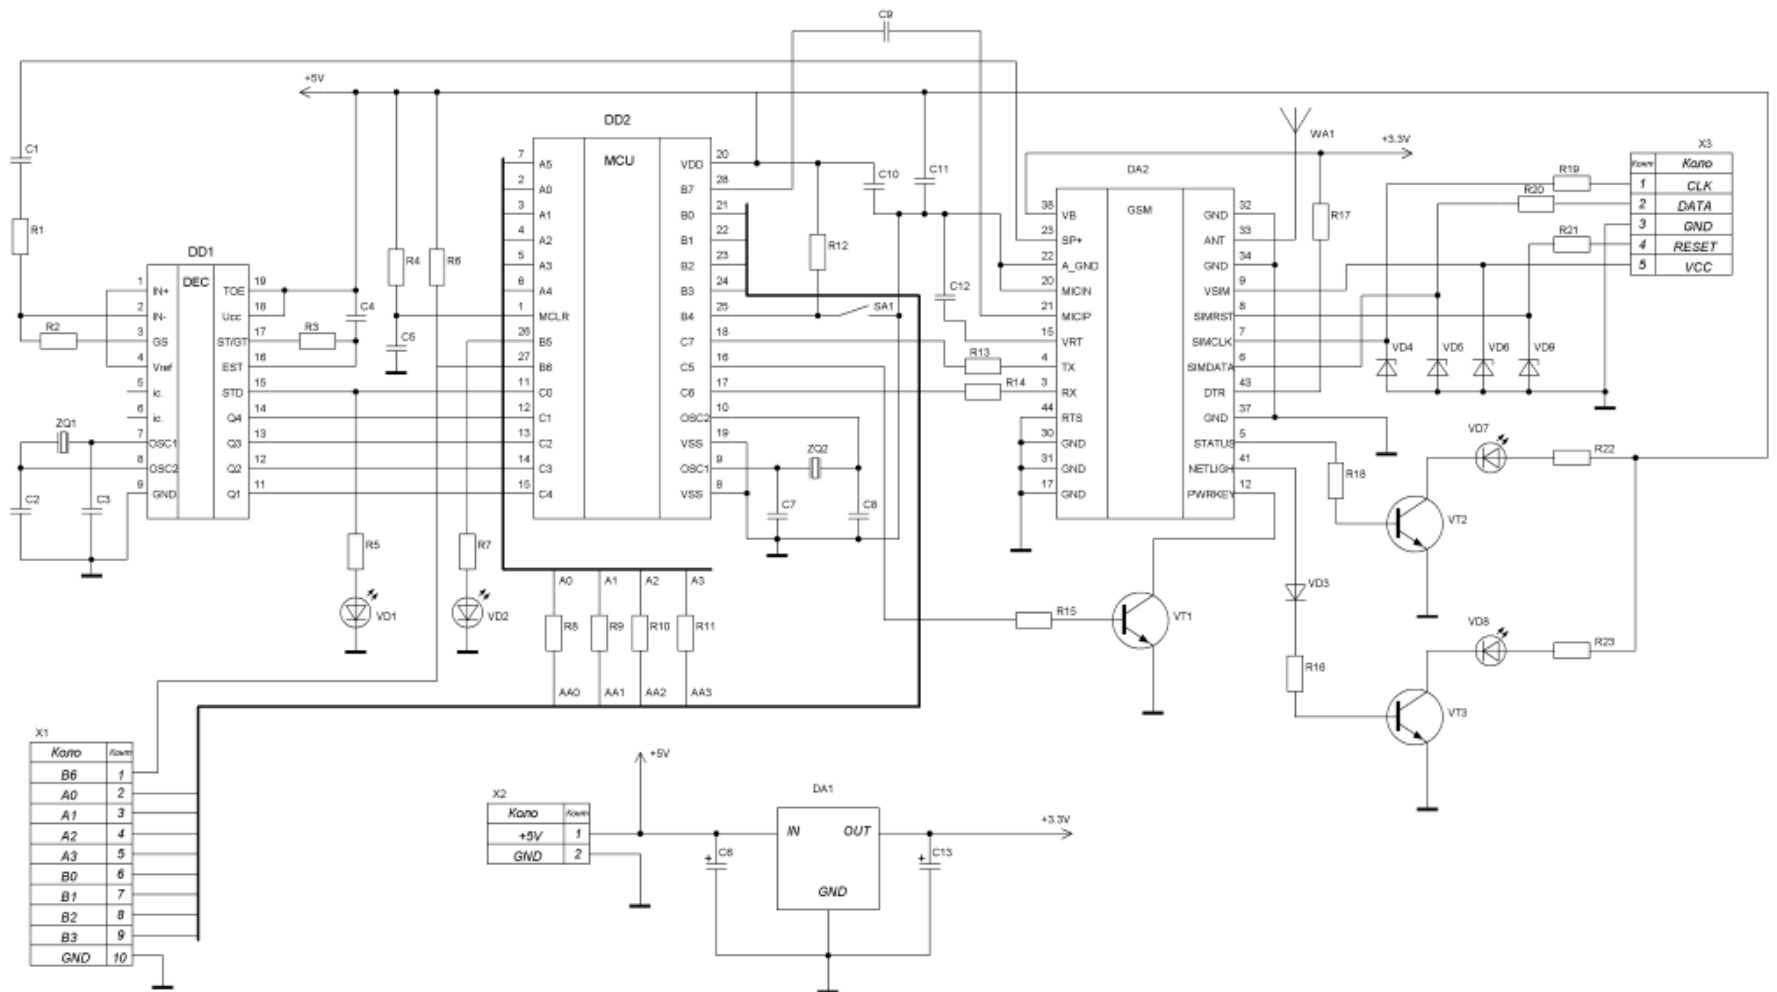 C9
+5V
C1
R1
R2
DD1
DEC
1 IN+
2 IN-
3 GS
4 Vref
5 ic.
6 ic.
7 OSC1
8 OSC2
9 GND
TOE 19
Ucc 18
ST/GT 17
EST 16
STD 15
Q4 14
Q3 13
Q2 12
Q1 11
ZQ1
C2
C3
R3
C4
R4
R6
C5
R5
VD1
R7
VD2
DD2
MCU
7 A5
2 A0
3 A1
4 A2
5 A3
6 A4
1 MCLR
26 B5
27 B6
11 C0
12 C1
13 C2
14 C3
15 C4
VDD 20
B7 28
B0 21
B1 22
B2 23
B3 24
B4 25
C7 18
C5 16
C6 17
OSC2 10
VSS 19
OSC1 9
VSS 8
C10
C11
R12
SA1
C12
R13
R14
ZQ2
C7
C8
A0
A1
A2
A3
R8
R9
R10
R11
AA0
AA1
AA2
AA3
DA2
GSM
38 VB
23 SP+
22 A_GND
20 MICIN
21 MICIP
15 VRT
4 TX
3 RX
44 RTS
30 GND
31 GND
17 GND
GND 32
ANT 33
GND 34
VSIM 9
SIMRST 8
SIMCLK 7
SIMDATA 6
DTR 43
GND 37
STATUS 5
NETLIGH 41
PWRKEY 12
WA1
+3.3V
R17
R19
R20
R21
X3
Конт Коло
1 CLK
2 DATA
3 GND
4 RESET
5 VCC
VD4
VD5
VD6
VD9
VD7
R22
R18
VT2
VD3
R15
VT1
R16
VD8
R23
VT3
X1
Коло Конт
B6 1
A0 2
A1 3
A2 4
A3 5
B0 6
B1 7
B2 8
B3 9
GND 10
X2
Коло Конт
+5V 1
GND 2
+5V
+ C6
DA1
IN OUT
GND
+ C13
+3.3V